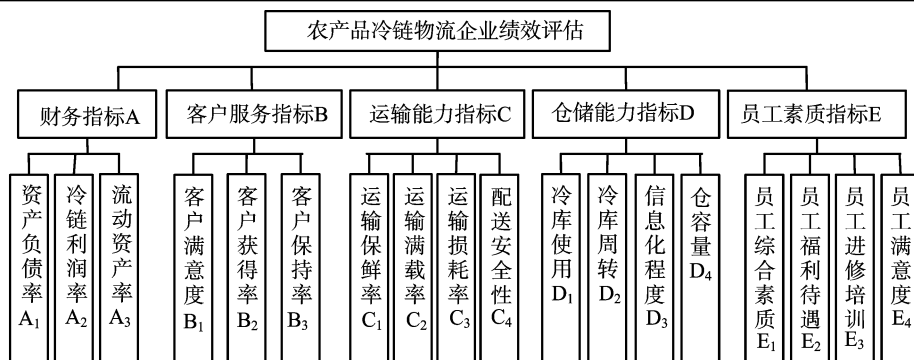 农产品冷链物流企业绩效评估
财务指标A
客户服务指标B
运输能力指标C
仓储能力指标D
员工素质指标E
资产负债率A₁
冷链利润率A₂
流动资产率A₃
客户满意度B₁
客户获得率B₂
客户保持率B₃
运输保鲜率C₁
运输满载率C₂
运输损耗率C₃
配送安全性C₄
冷库使用D₁
冷库周转D₂
信息化程度D₃
仓容量D₄
员工综合素质E₁
员工福利待遇E₂
员工进修培训E₃
员工满意度E₄